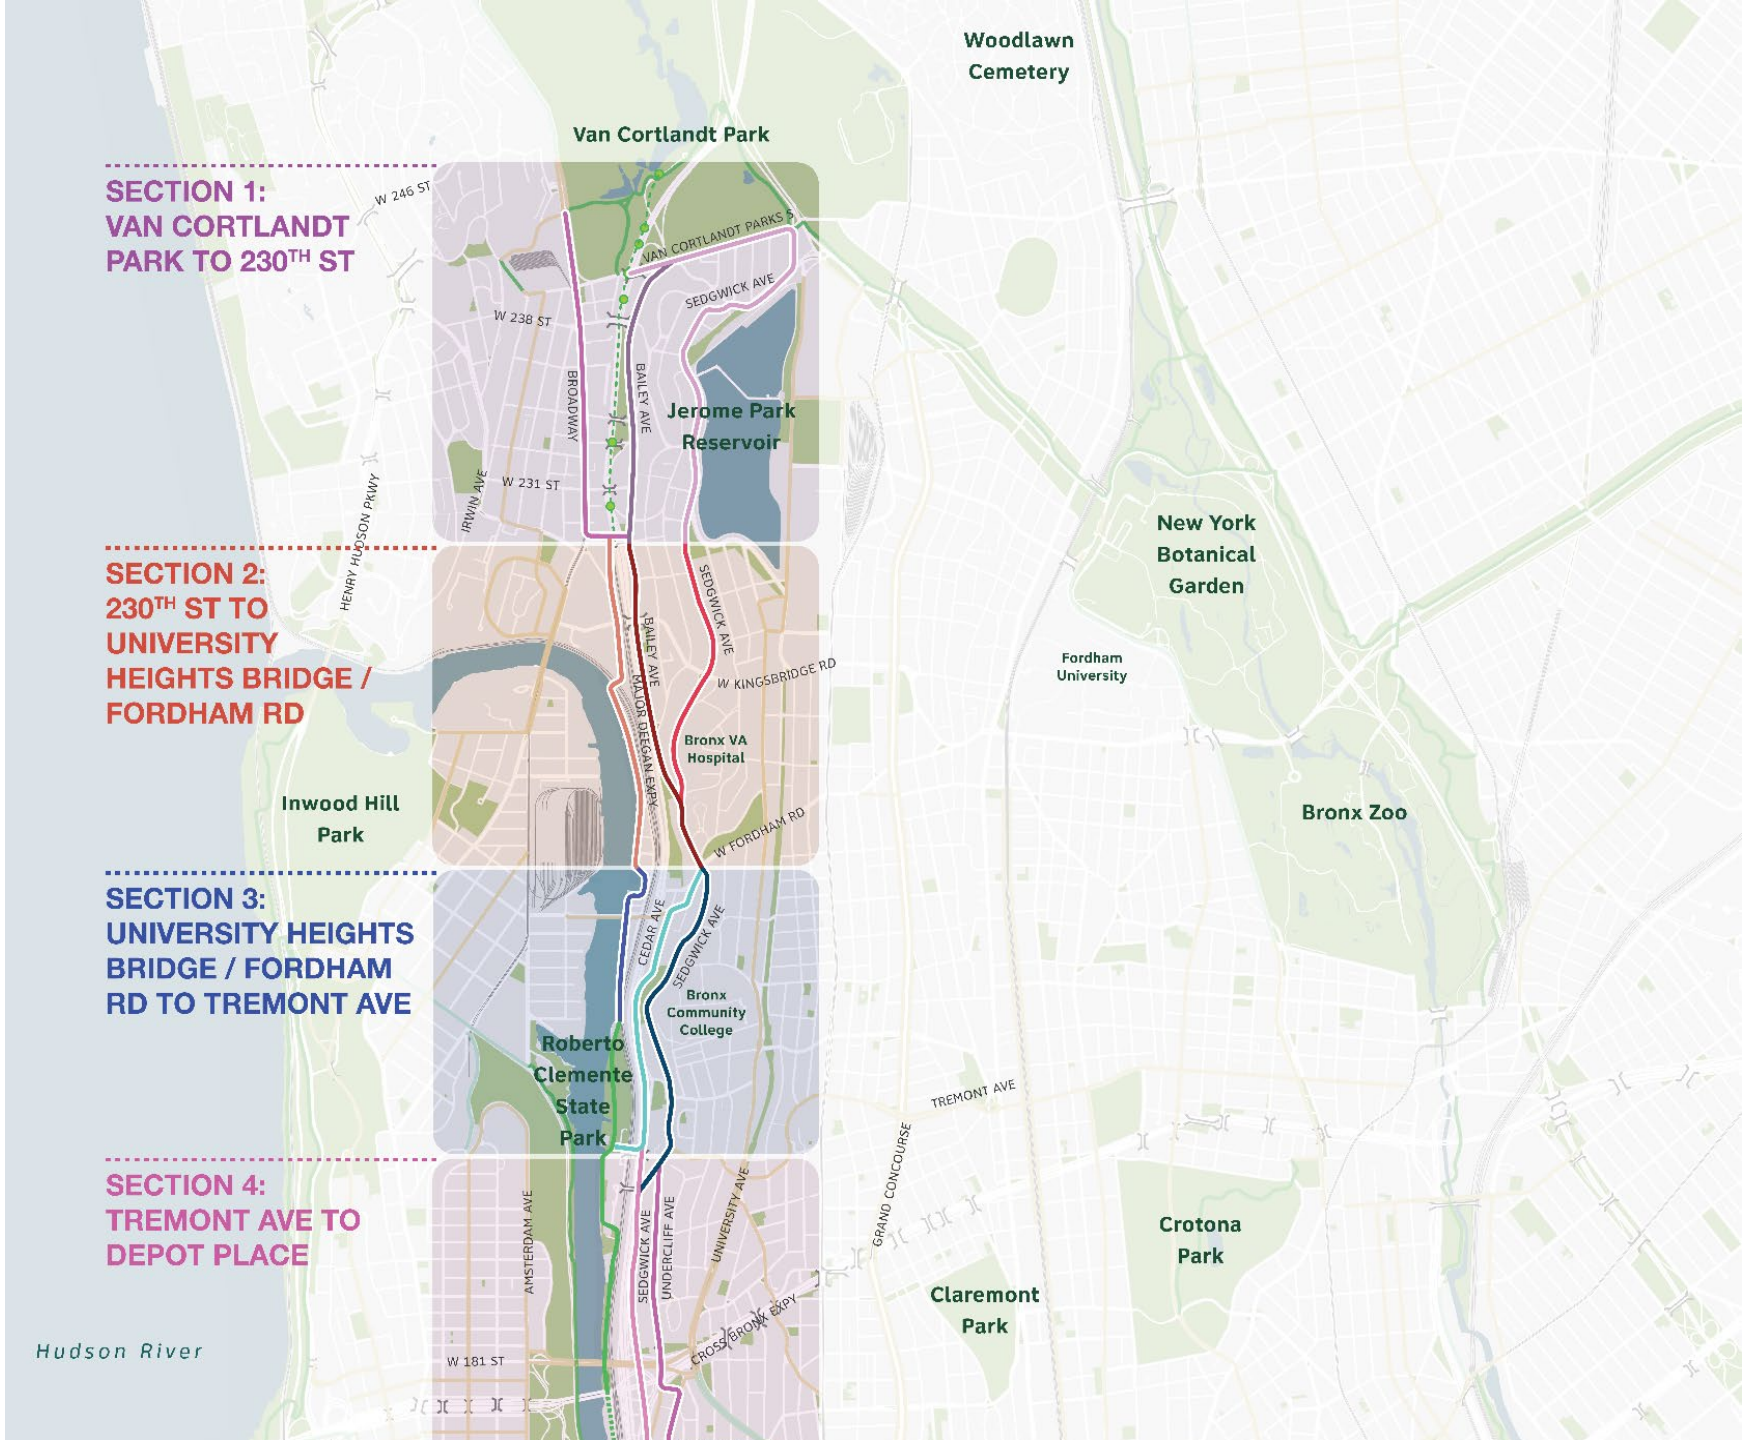 Woodlawn
Cemetery
Van Cortlandt Park
SECTION 1:
VAN CORTLANDT
PARK TO 230TH ST
W 246 ST
VAN CORTLANDT PARKS S
SEDGWICK AVE
W 238 ST
BROADWAY
BAILEY AVE
Jerome Park
Reservoir
IRWIN AVE
W 231 ST
HENRY HUDSON PKWY
New York
Botanical
Garden
SECTION 2:
230TH ST TO
UNIVERSITY
HEIGHTS BRIDGE /
FORDHAM RD
SEDGWICK AVE
BAILEY AVE
MAJOR DEEGAN EXPY
W KINGSBRIDGE RD
Fordham
University
Bronx VA
Hospital
Inwood Hill
Park
W FORDHAM RD
Bronx Zoo
SECTION 3:
UNIVERSITY HEIGHTS
BRIDGE / FORDHAM
RD TO TREMONT AVE
CEDAR AVE
SEDGWICK AVE
Bronx
Community
College
Roberto
Clemente
State
Park
TREMONT AVE
GRAND CONCOURSE
SECTION 4:
TREMONT AVE TO
DEPOT PLACE
AMSTERDAM AVE
SEDGWICK AVE
UNDERCLIFF AVE
UNIVERSITY AVE
Crotona
Park
Claremont
Park
CROSS BRONX EXPY
Hudson River
W 181 ST